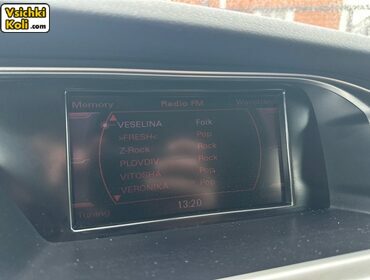 Vsichki
Koli.com
Memory Radio FM
VESELINA Folk
>FRESH< Pop
Z-Rock Rock
PLOVDIV Rock
VITOSHA Pop
VERONIKA Pop
Tuning 13:20